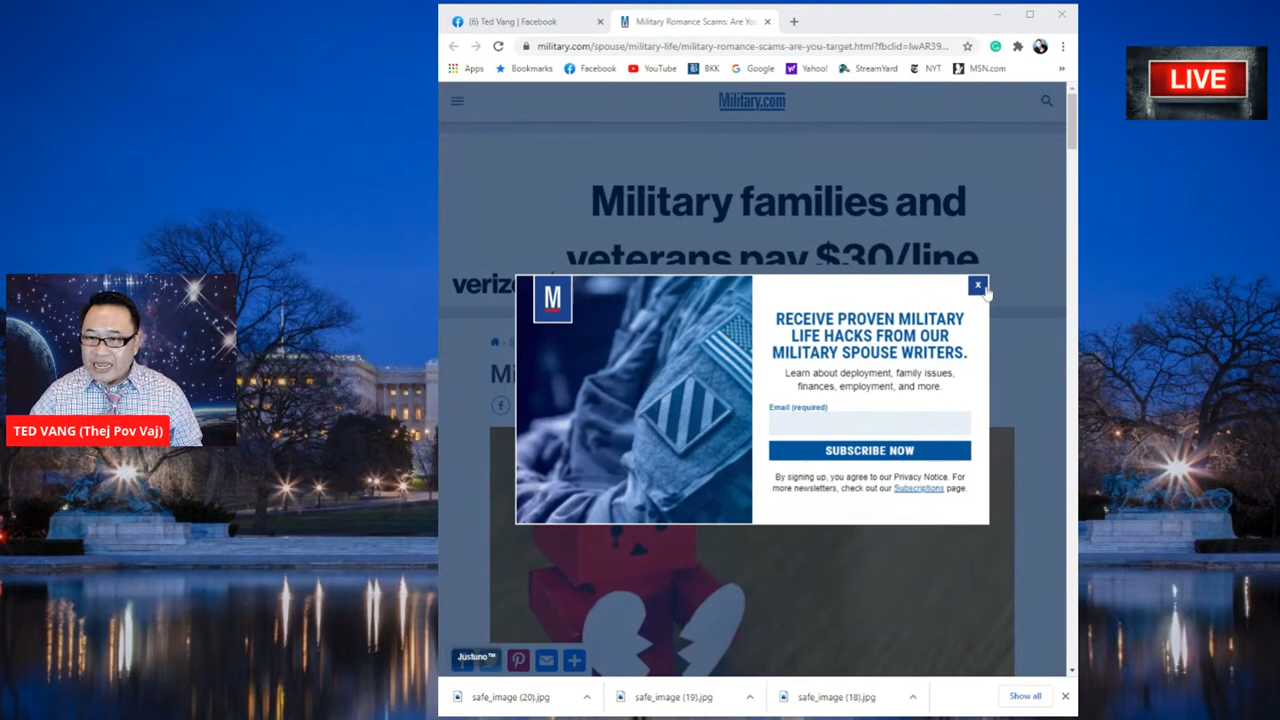 (6) Ted Vang | Facebook
Military Romance Scams: Are You
military.com/spouse/military-life/military-romance-scams-are-you-target.html?fbclid=IwAR39...
Apps
Bookmarks
Facebook
YouTube
BKK
Google
Yahoo!
StreamYard
NYT
MSN.com
»
LIVE
Military.com
Military families and
veterans pay $30/line
M
x
RECEIVE PROVEN MILITARY
LIFE HACKS FROM OUR
MILITARY SPOUSE WRITERS.
Learn about deployment, family issues,
finances, employment, and more.
Email (required)
SUBSCRIBE NOW
By signing up, you agree to our Privacy Notice. For
more newsletters, check out our Subscriptions page.
TED VANG (Thej Pov Vaj)
Justuno™
safe_image (20).jpg
safe_image (19).jpg
safe_image (18).jpg
Show all